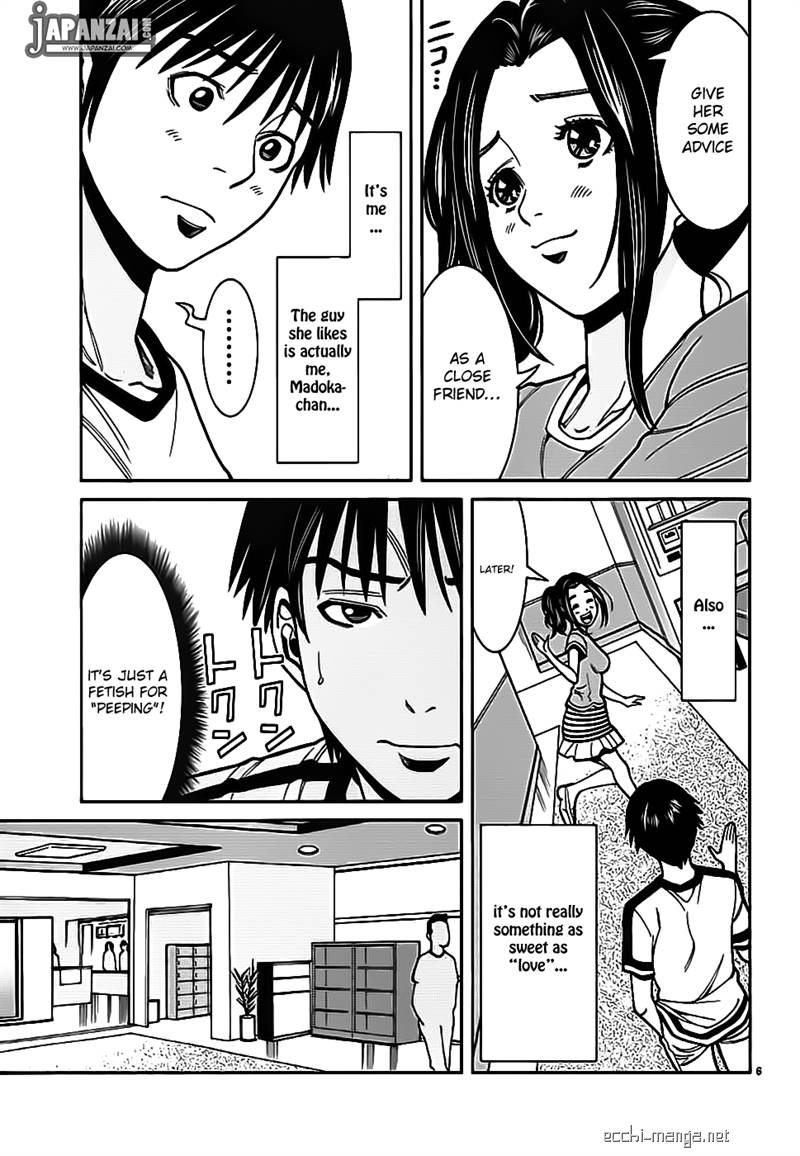 JAPANZAI.COM
WWW.JAPANZAI.COM
GIVE
HER
SOME
ADVICE
ニコ
AS A
CLOSE
FRIEND...
It's
me
...
The guy
she likes
is actually
me,
Madoka-
chan...
........
Also
...
LATER!
it's not really
something as
sweet as
"love"...
IT'S JUST A
FETISH FOR
"PEEPING"!
トクン
トクン
6
ecchi-manga.net